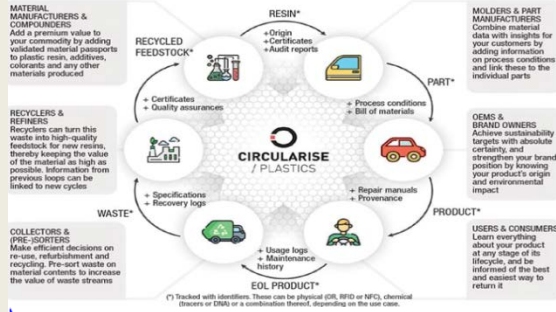 MATERIAL
MANUFACTURERS &
COMPOUNDERS
Add a premium value to
your commodity by adding
validated material passports
to plastic resin, additives,
colorants and any other
materials produced
RECYCLERS &
REFINERS
Recyclers can turn this
waste into high-quality
feedstock for new resins,
thereby keeping the value
of the material as high as
possible. Information from
previous loops can be
linked to new cycles
COLLECTORS &
(PRE-)SORTERS
Make efficient decisions on
re-use, refurbishment and
recycling. Pre-sort waste on
material contents to increase
the value of waste streams
RESIN*
+Origin
+Certificates
+Audit reports
RECYCLED
FEEDSTOCK*
+ Certificates
+ Quality assurances
+ Process conditions
+ Bill of materials
PART*
CIRCULARISE
/ PLASTICS
+ Specifications
+ Recovery logs
WASTE*
+ Repair manuals
+ Provenance
PRODUCT*
+ Usage logs
+ Maintenance
history
EOL PRODUCT*
MOLDERS & PART
MANUFACTURERS
Combine material
data with insights for
your customers by
adding information
on process conditions
and link these to the
individual parts
OEMS &
BRAND OWNERS
Achieve sustainability
targets with absolute
certainty, and
strengthen your brand
position by knowing
your product's origin
and environmental
impact
USERS & CONSUMERS
Learn everything
about your product
at any stage of its
lifecycle, and be
informed of the best
and easiest way to
return it
(*) Tracked with identifiers. These can be physical (QR, RFID or NFC), chemical
(tracers or DNA) or a combination thereof, depending on the use case.